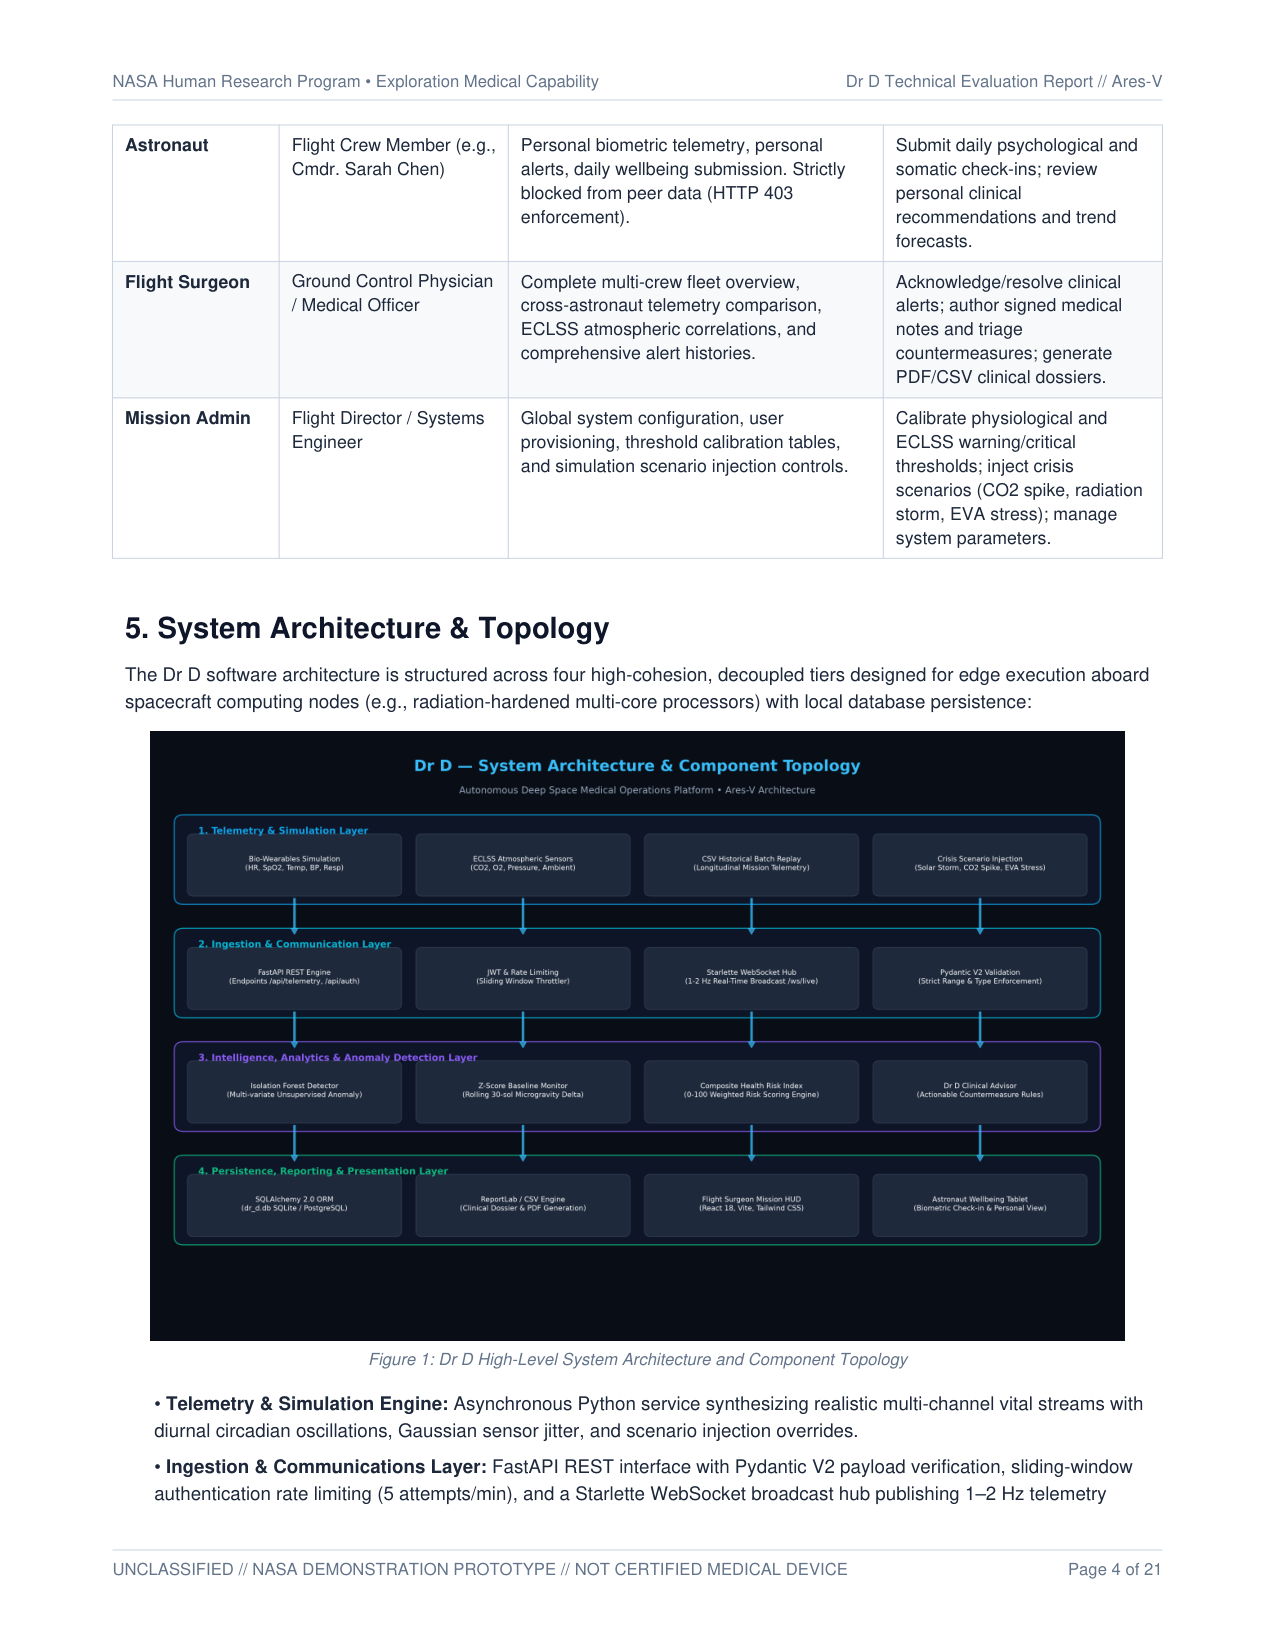 NASA Human Research Program • Exploration Medical Capability
Dr D Technical Evaluation Report // Ares-V
Astronaut
Flight Crew Member (e.g.,
Cmdr. Sarah Chen)
Personal biometric telemetry, personal
alerts, daily wellbeing submission. Strictly
blocked from peer data (HTTP 403
enforcement).
Submit daily psychological and
somatic check-ins; review
personal clinical
recommendations and trend
forecasts.
Flight Surgeon
Ground Control Physician
/ Medical Officer
Complete multi-crew fleet overview,
cross-astronaut telemetry comparison,
ECLSS atmospheric correlations, and
comprehensive alert histories.
Acknowledge/resolve clinical
alerts; author signed medical
notes and triage
countermeasures; generate
PDF/CSV clinical dossiers.
Mission Admin
Flight Director / Systems
Engineer
Global system configuration, user
provisioning, threshold calibration tables,
and simulation scenario injection controls.
Calibrate physiological and
ECLSS warning/critical
thresholds; inject crisis
scenarios (CO2 spike, radiation
storm, EVA stress); manage
system parameters.
5. System Architecture & Topology
The Dr D software architecture is structured across four high-cohesion, decoupled tiers designed for edge execution aboard
spacecraft computing nodes (e.g., radiation-hardened multi-core processors) with local database persistence:
Dr D — System Architecture & Component Topology
Autonomous Deep Space Medical Operations Platform • Ares-V Architecture
1. Telemetry & Simulation Layer
Bio-Wearables Simulation
(HR, SpO2, Temp, BP, Resp)
ECLSS Atmospheric Sensors
(CO2, O2, Pressure, Ambient)
CSV Historical Batch Replay
(Longitudinal Mission Telemetry)
Crisis Scenario Injection
(Solar Storm, CO2 Spike, EVA Stress)
2. Ingestion & Communication Layer
FastAPI REST Engine
(Endpoints /api/telemetry, /api/auth)
JWT & Rate Limiting
(Sliding Window Throttler)
Starlette WebSocket Hub
(1-2 Hz Real-Time Broadcast /ws/live)
Pydantic V2 Validation
(Strict Range & Type Enforcement)
3. Intelligence, Analytics & Anomaly Detection Layer
Isolation Forest Detector
(Multi-variate Unsupervised Anomaly)
Z-Score Baseline Monitor
(Rolling 30-sol Microgravity Delta)
Composite Health Risk Index
(0-100 Weighted Risk Scoring Engine)
Dr D Clinical Advisor
(Actionable Countermeasure Rules)
4. Persistence, Reporting & Presentation Layer
SQLAlchemy 2.0 ORM
(dr_d.db SQLite / PostgreSQL)
ReportLab / CSV Engine
(Clinical Dossier & PDF Generation)
Flight Surgeon Mission HUD
(React 18, Vite, Tailwind CSS)
Astronaut Wellbeing Tablet
(Biometric Check-in & Personal View)
Figure 1: Dr D High-Level System Architecture and Component Topology
• Telemetry & Simulation Engine: Asynchronous Python service synthesizing realistic multi-channel vital streams with
diurnal circadian oscillations, Gaussian sensor jitter, and scenario injection overrides.
• Ingestion & Communications Layer: FastAPI REST interface with Pydantic V2 payload verification, sliding-window
authentication rate limiting (5 attempts/min), and a Starlette WebSocket broadcast hub publishing 1–2 Hz telemetry
UNCLASSIFIED // NASA DEMONSTRATION PROTOTYPE // NOT CERTIFIED MEDICAL DEVICE
Page 4 of 21